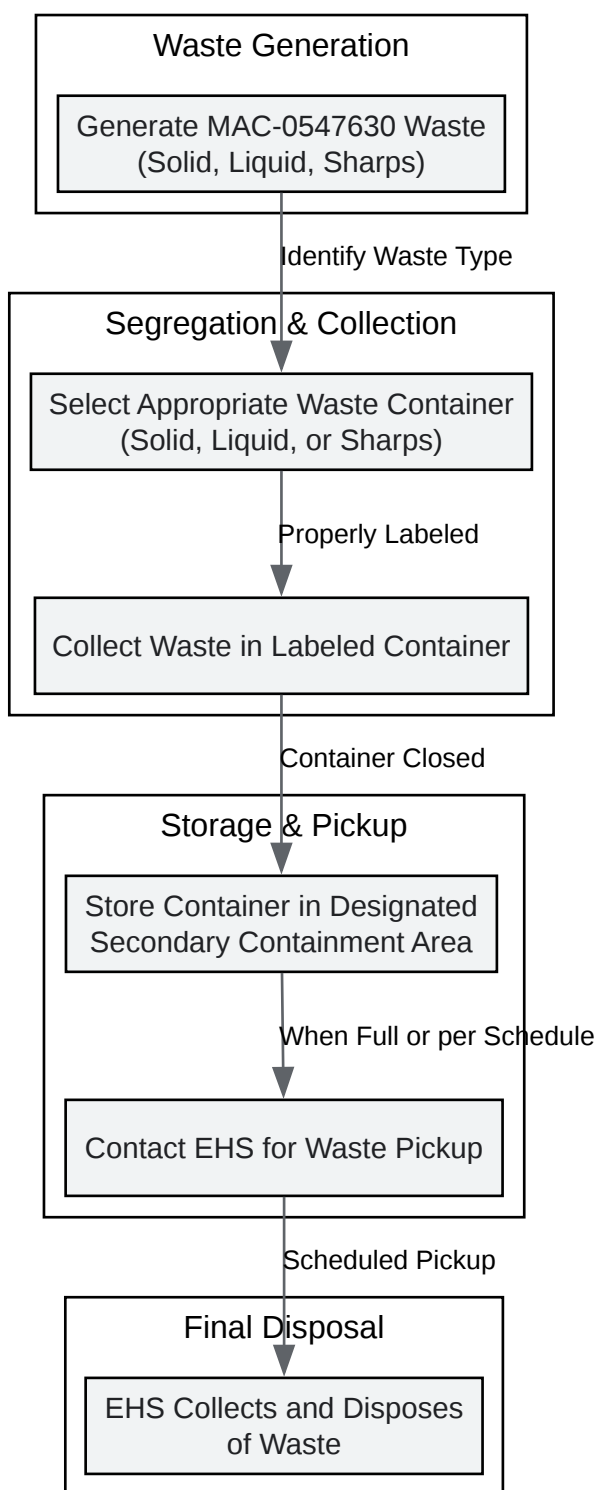 Waste Generation
Generate MAC-0547630 Waste
(Solid, Liquid, Sharps)
Identify Waste Type
Segregation & Collection
Select Appropriate Waste Container
(Solid, Liquid, or Sharps)
Properly Labeled
Collect Waste in Labeled Container
Container Closed
Storage & Pickup
Store Container in Designated
Secondary Containment Area
When Full or per Schedule
Contact EHS for Waste Pickup
Scheduled Pickup
Final Disposal
EHS Collects and Disposes
of Waste